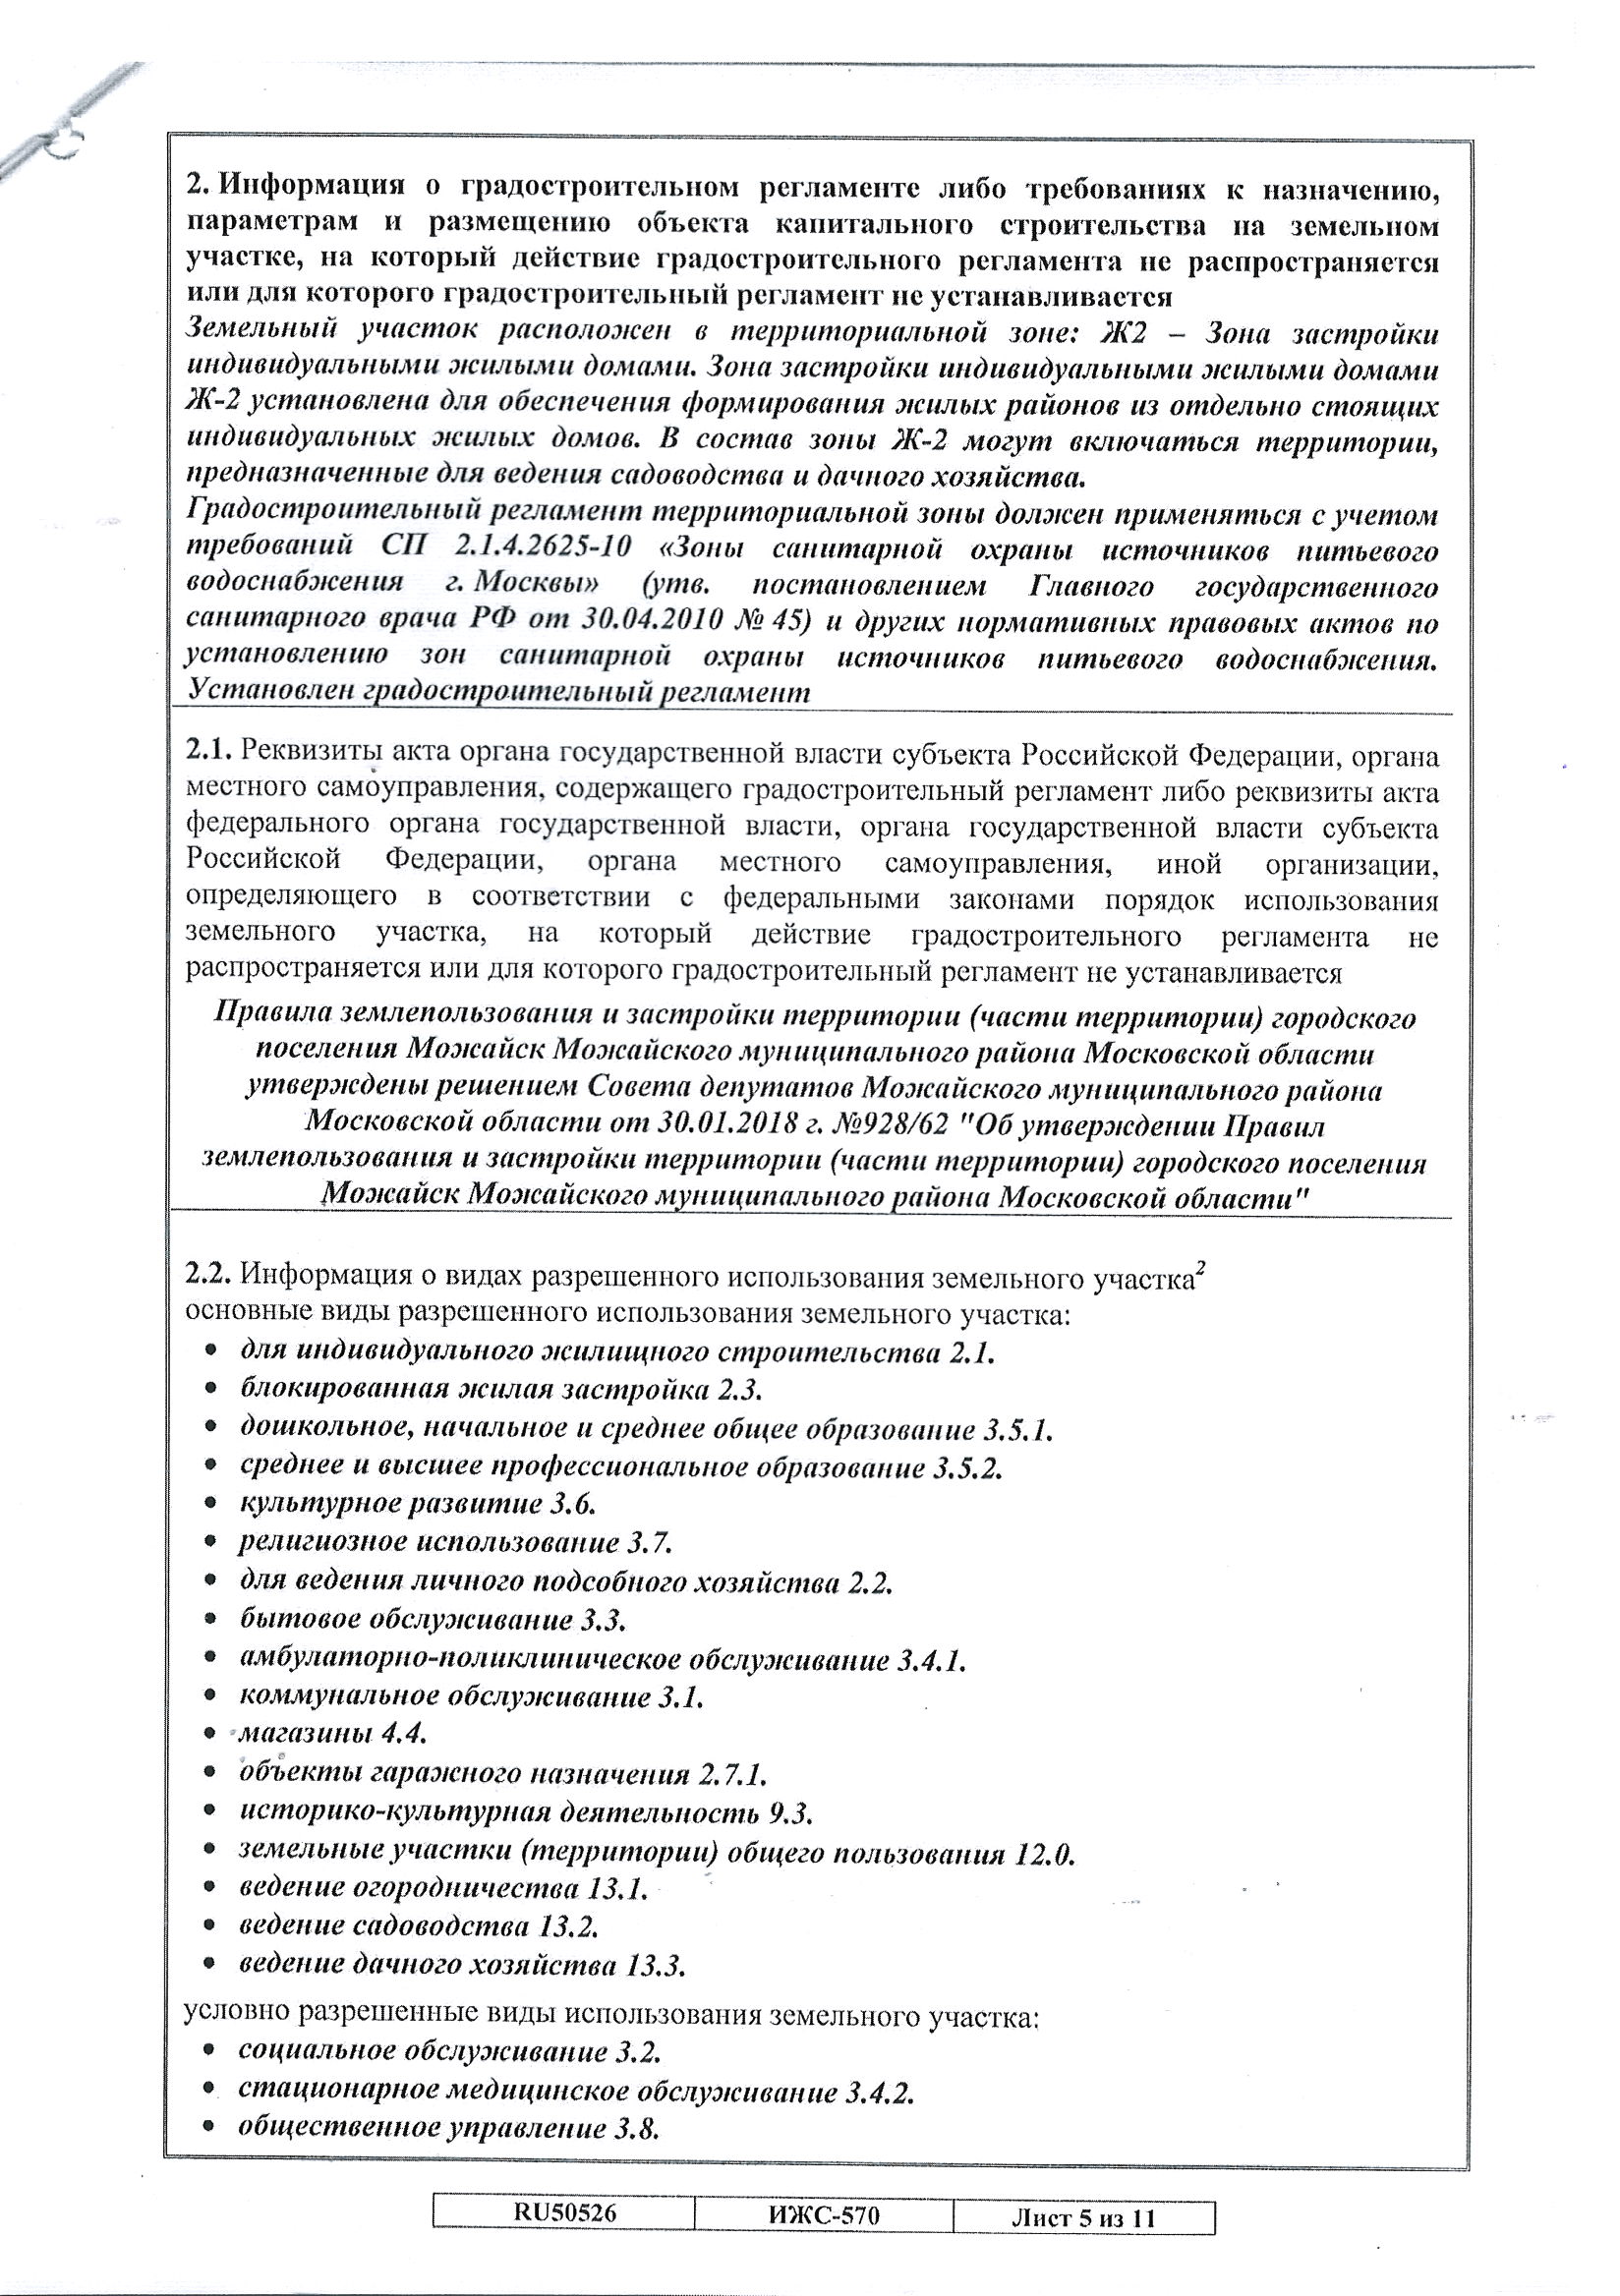 2. Информация о градостроительном регламенте либо требованиях к назначению,
параметрам и размещению объекта капитального строительства на земельном
участке, на который действие градостроительного регламента не распространяется
или для которого градостроительный регламент не устанавливается
Земельный участок расположен в территориальной зоне: Ж2 – Зона застройки
индивидуальными жилыми домами. Зона застройки индивидуальными жилыми домами
Ж-2 установлена для обеспечения формирования жилых районов из отдельно стоящих
индивидуальных жилых домов. В состав зоны Ж-2 могут включаться территории,
предназначенные для ведения садоводства и дачного хозяйства.
Градостроительный регламент территориальной зоны должен применяться с учетом
требований СП 2.1.4.2625-10 «Зоны санитарной охраны источников питьевого
водоснабжения г. Москвы» (утв. постановлением Главного государственного
санитарного врача РФ от 30.04.2010 № 45) и других нормативных правовых актов по
установлению зон санитарной охраны источников питьевого водоснабжения.
Установлен градостроительный регламент
2.1. Реквизиты акта органа государственной власти субъекта Российской Федерации, органа
местного самоуправления, содержащего градостроительный регламент либо реквизиты акта
федерального органа государственной власти, органа государственной власти субъекта
Российской Федерации, органа местного самоуправления, иной организации,
определяющего в соответствии с федеральными законами порядок использования
земельного участка, на который действие градостроительного регламента не
распространяется или для которого градостроительный регламент не устанавливается
Правила землепользования и застройки территории (части территории) городского
поселения Можайск Можайского муниципального района Московской области
утверждены решением Совета депутатов Можайского муниципального района
Московской области от 30.01.2018 г. №928/62 "Об утверждении Правил
землепользования и застройки территории (части территории) городского поселения
Можайск Можайского муниципального района Московской области"
2.2. Информация о видах разрешенного использования земельного участка²
основные виды разрешенного использования земельного участка:
• для индивидуального жилищного строительства 2.1.
• блокированная жилая застройка 2.3.
• дошкольное, начальное и среднее общее образование 3.5.1.
• среднее и высшее профессиональное образование 3.5.2.
• культурное развитие 3.6.
• религиозное использование 3.7.
• для ведения личного подсобного хозяйства 2.2.
• бытовое обслуживание 3.3.
• амбулаторно-поликлиническое обслуживание 3.4.1.
• коммунальное обслуживание 3.1.
• магазины 4.4.
• объекты гаражного назначения 2.7.1.
• историко-культурная деятельность 9.3.
• земельные участки (территории) общего пользования 12.0.
• ведение огородничества 13.1.
• ведение садоводства 13.2.
• ведение дачного хозяйства 13.3.
условно разрешенные виды использования земельного участка:
• социальное обслуживание 3.2.
• стационарное медицинское обслуживание 3.4.2.
• общественное управление 3.8.
RU50526 ИЖС-570 Лист 5 из 11